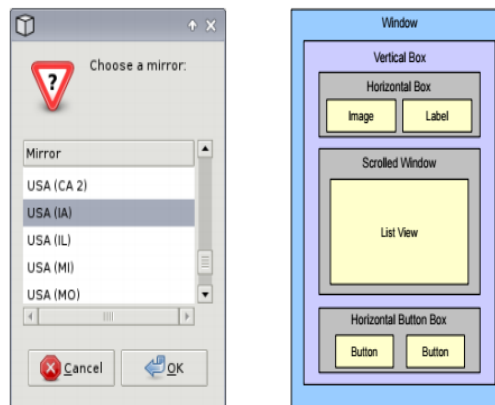 Choose a mirror:
Mirror
USA (CA 2)
USA (IA)
USA (IL)
USA (MI)
USA (MO)
Cancel
OK
Window
Vertical Box
Horizontal Box
Image
Label
Scrolled Window
List View
Horizontal Button Box
Button
Button